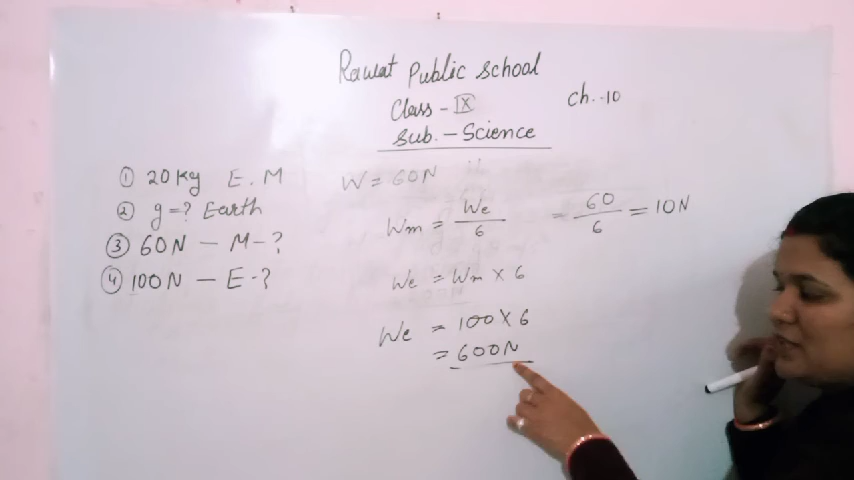 Rawat Public School
Class - IX
Ch.-10
Sub. - Science
① 20 Kg E. M
② g=? Earth
③ 60N — M-?
④ 100N — E-?
W = 60N
Wm = We/6 = 60/6 = 10N
We = Wm × 6
We = 100 × 6
= 600N